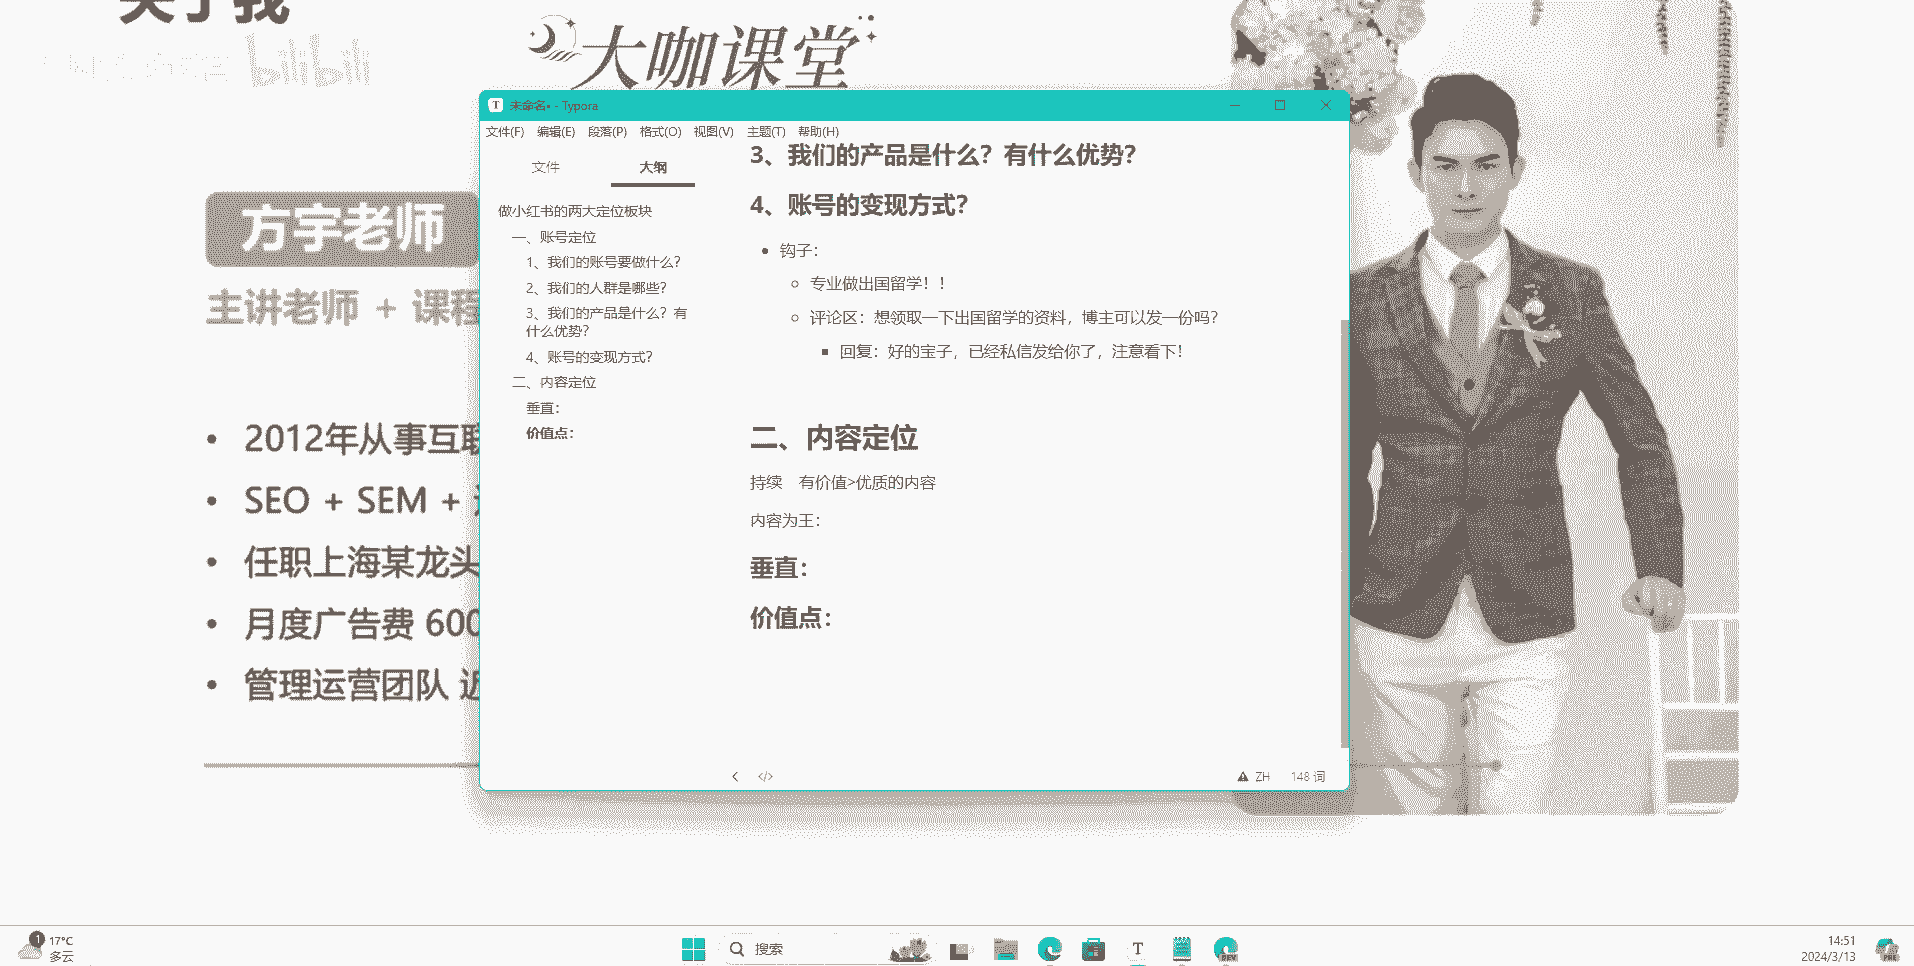 关于我
bilibili
大咖课堂
方宇老师
主讲老师 + 课程
2012年从事互联
SEO + SEM +
任职上海某龙头
月度广告费 600
管理运营团队 近
未命名• - Typora
文件(F) 编辑(E) 段落(P) 格式(O) 视图(V) 主题(T) 帮助(H)
文件 大纲
做小红书的两大定位板块
一、账号定位
1、我们的账号要做什么？
2、我们的人群是哪些？
3、我们的产品是什么？有
什么优势？
4、账号的变现方式？
二、内容定位
垂直：
价值点：
3、我们的产品是什么？有什么优势？
4、账号的变现方式？
钩子：
专业做出国留学！！
评论区：想领取一下出国留学的资料，博主可以发一份吗？
回复：好的宝子，已经私信发给你了，注意看下！
二、内容定位
持续 有价值>优质的内容
内容为王：
垂直：
价值点：
</> ZH 148 词
1 17°C
多云
搜索
DEV
14:51
2024/3/13
PRE